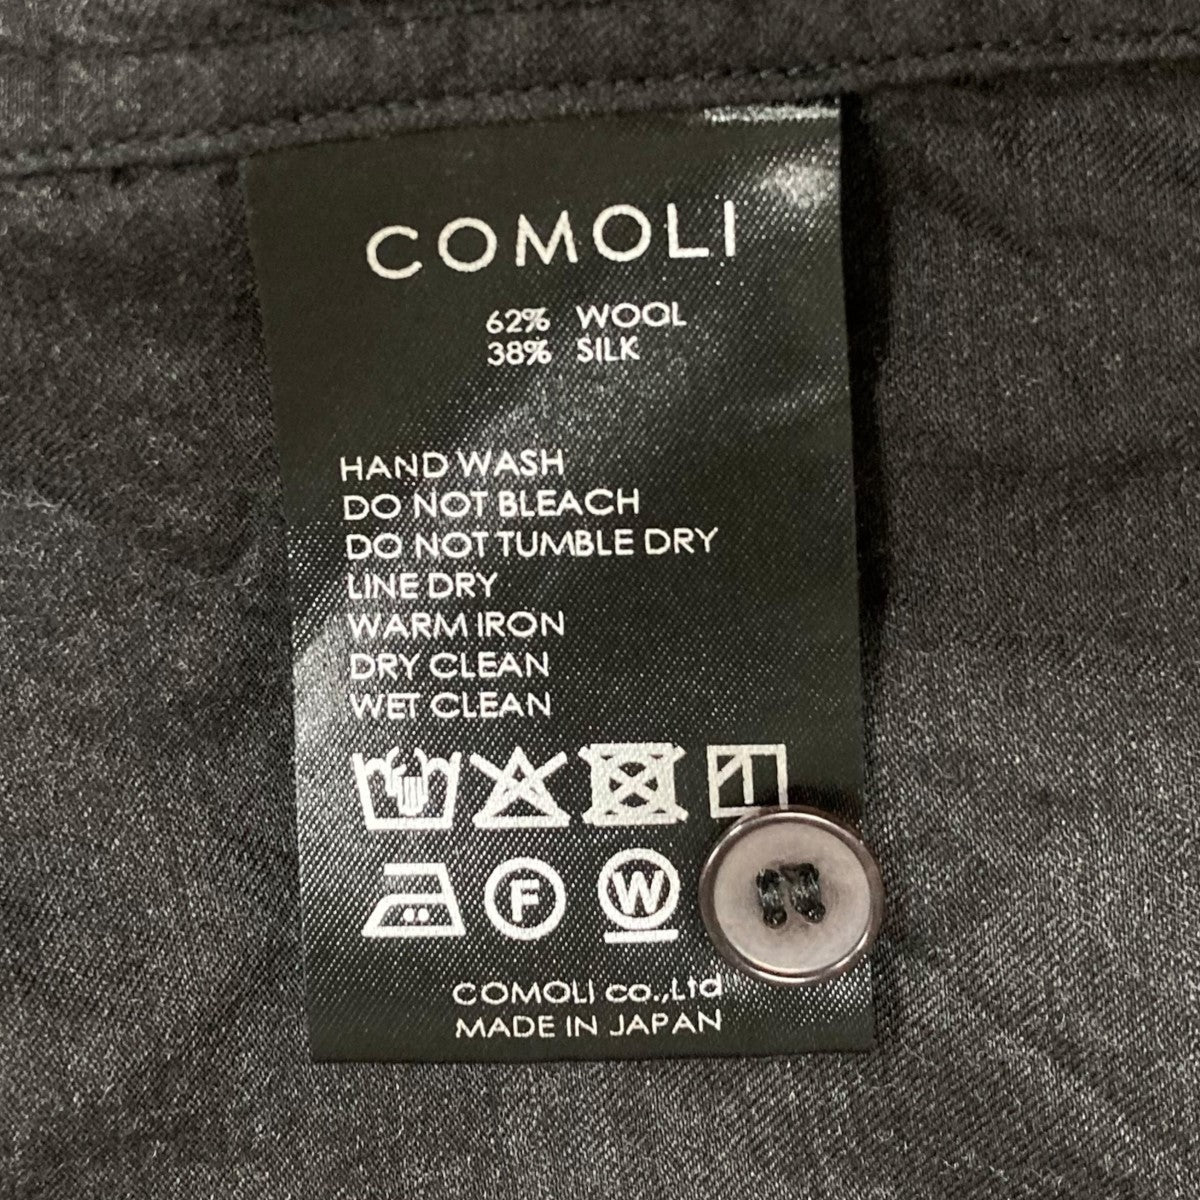 COMOLI
62% WOOL
38% SILK
HAND WASH
DO NOT BLEACH
DO NOT TUMBLE DRY
LINE DRY
WARM IRON
DRY CLEAN
WET CLEAN
F W
COMOLI co.,Ltd
MADE IN JAPAN